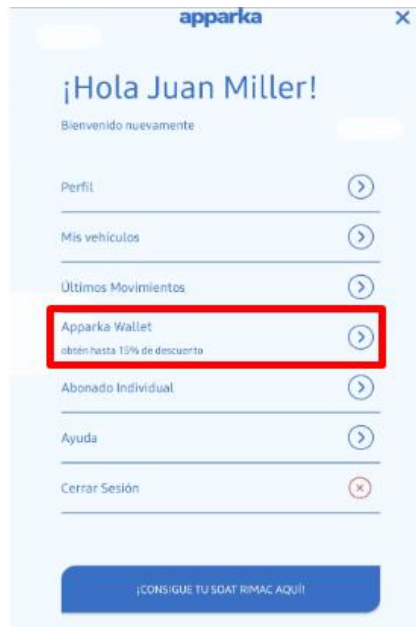 apparka
¡Hola Juan Miller!
Bienvenido nuevamente
Perfil
Mis vehículos
Últimos Movimientos
Apparka Wallet
obtén hasta 15% de descuento
Abonado Individual
Ayuda
Cerrar Sesión
¡CONSIGUE TU SOAT RIMAC AQUÍ!